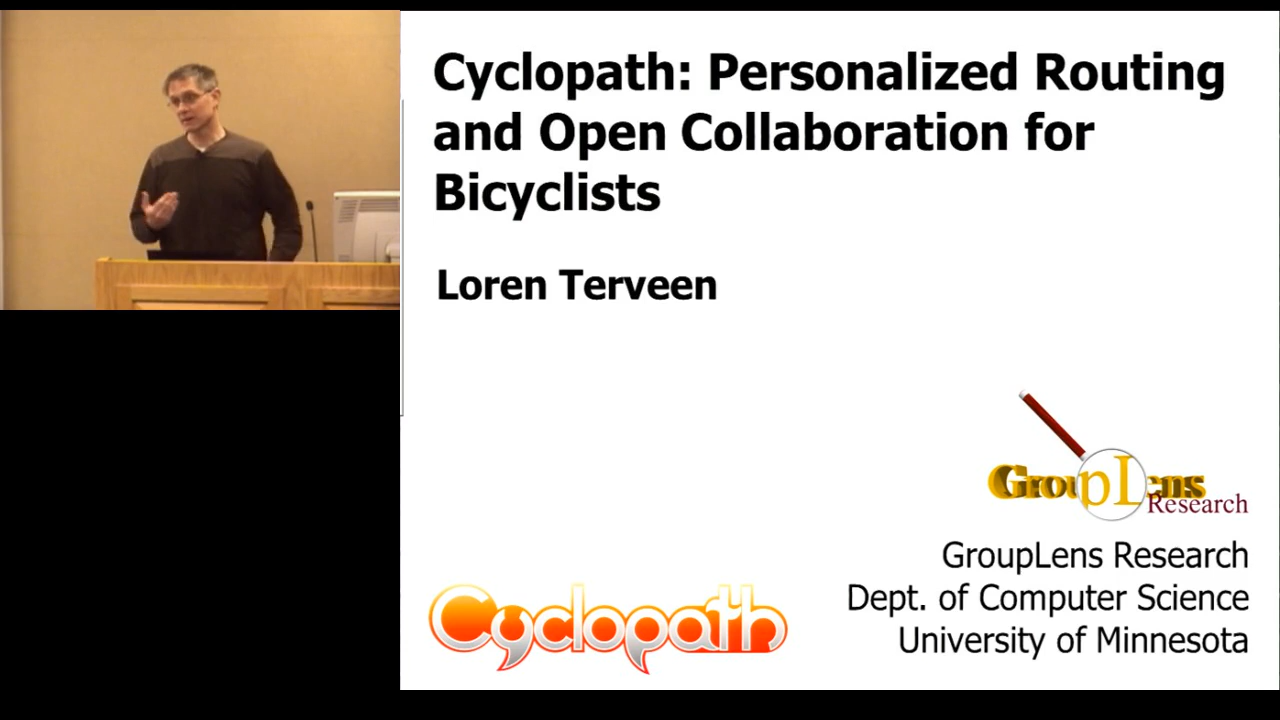 Cyclopath: Personalized Routing
and Open Collaboration for
Bicyclists
Loren Terveen
GroupLens
Research
GroupLens Research
Dept. of Computer Science
University of Minnesota
Cyclopath